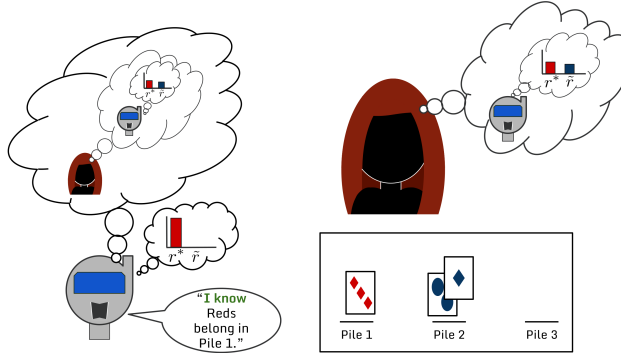 r* r̃
r* r̃
r* r̃
"I know
Reds
belong in
Pile 1."
Pile 1
Pile 2
Pile 3